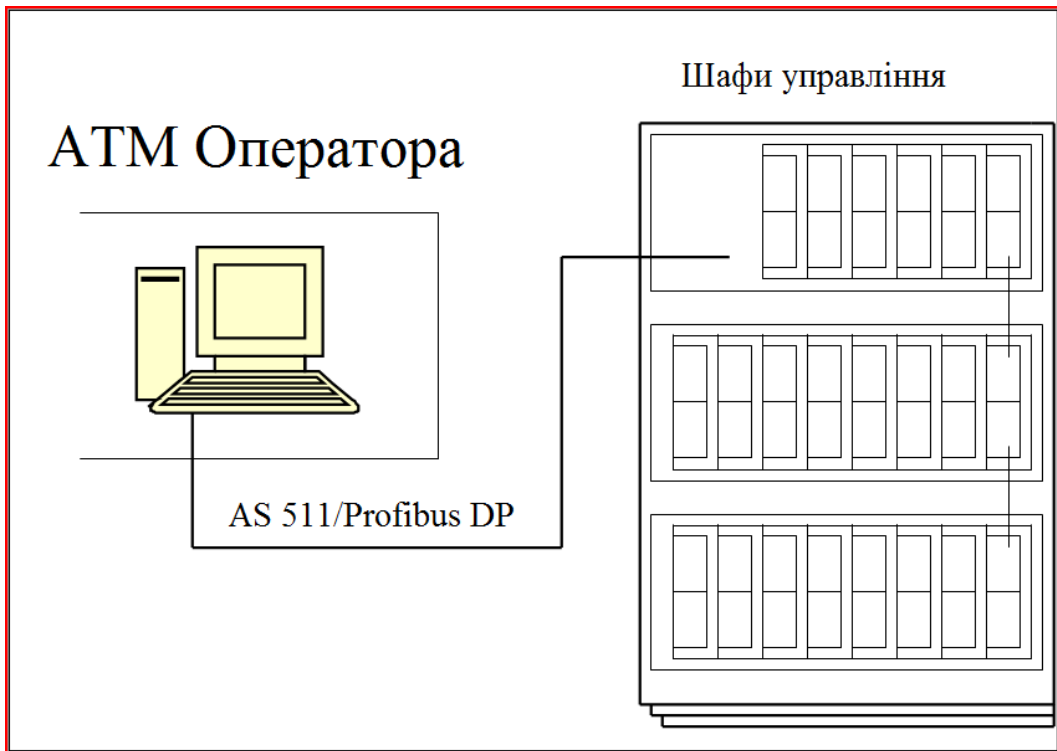 Шафи управління
АТМ Оператора
AS 511/Profibus DP